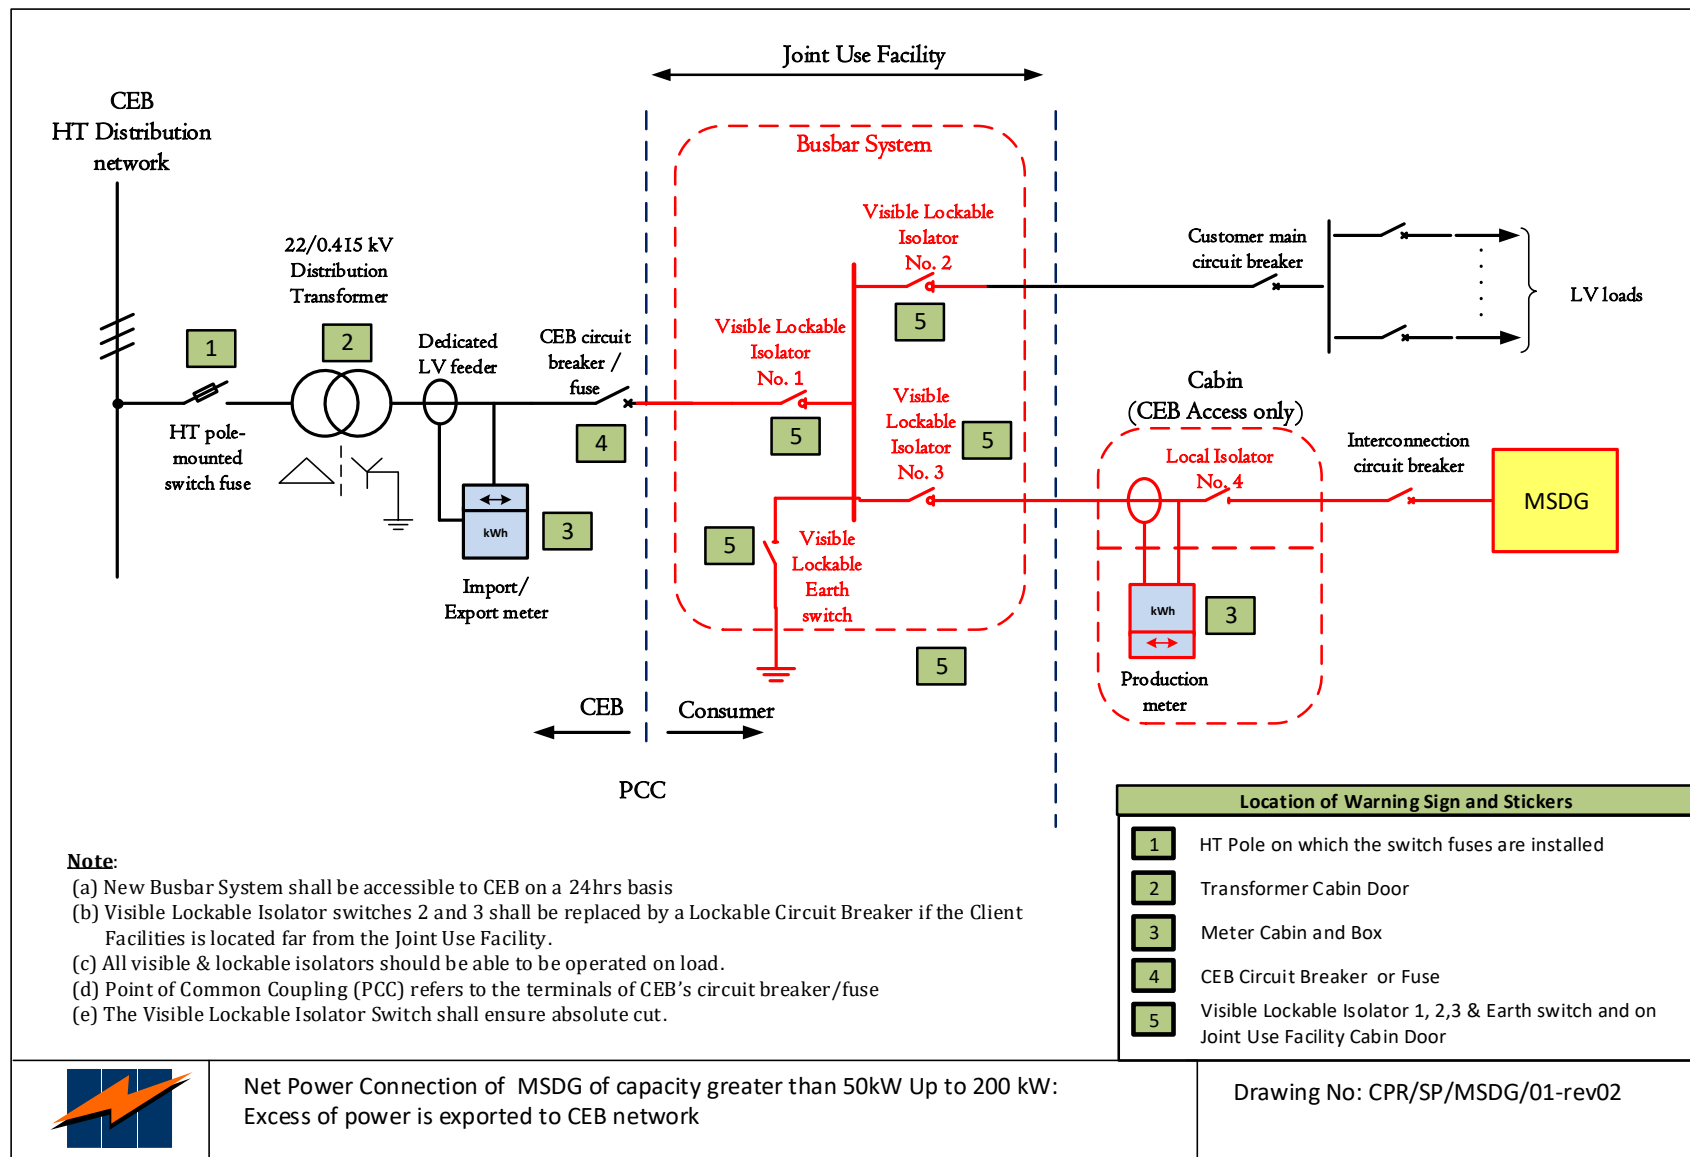 Joint Use Facility
CEB
HT Distribution
network
Busbar System
Visible Lockable
Isolator
No. 2
Customer main
circuit breaker
LV loads
22/0.415 kV
Distribution
Transformer
1
2
Dedicated
LV feeder
CEB circuit
breaker /
fuse
Visible Lockable
Isolator
No. 1
5
HT pole-
mounted
switch fuse
4
5
Visible
Lockable
Isolator
No. 3
5
Cabin
(CEB Access only)
Local Isolator
No. 4
Interconnection
circuit breaker
MSDG
kWh
3
Import/
Export meter
5
Visible
Lockable
Earth
switch
5
kWh
3
Production
meter
CEB
Consumer
PCC
Location of Warning Sign and Stickers
1 HT Pole on which the switch fuses are installed
2 Transformer Cabin Door
3 Meter Cabin and Box
4 CEB Circuit Breaker or Fuse
5 Visible Lockable Isolator 1, 2,3 & Earth switch and on
Joint Use Facility Cabin Door
Note:
(a) New Busbar System shall be accessible to CEB on a 24hrs basis
(b) Visible Lockable Isolator switches 2 and 3 shall be replaced by a Lockable Circuit Breaker if the Client
Facilities is located far from the Joint Use Facility.
(c) All visible & lockable isolators should be able to be operated on load.
(d) Point of Common Coupling (PCC) refers to the terminals of CEB's circuit breaker/fuse
(e) The Visible Lockable Isolator Switch shall ensure absolute cut.
Net Power Connection of MSDG of capacity greater than 50kW Up to 200 kW:
Excess of power is exported to CEB network
Drawing No: CPR/SP/MSDG/01-rev02